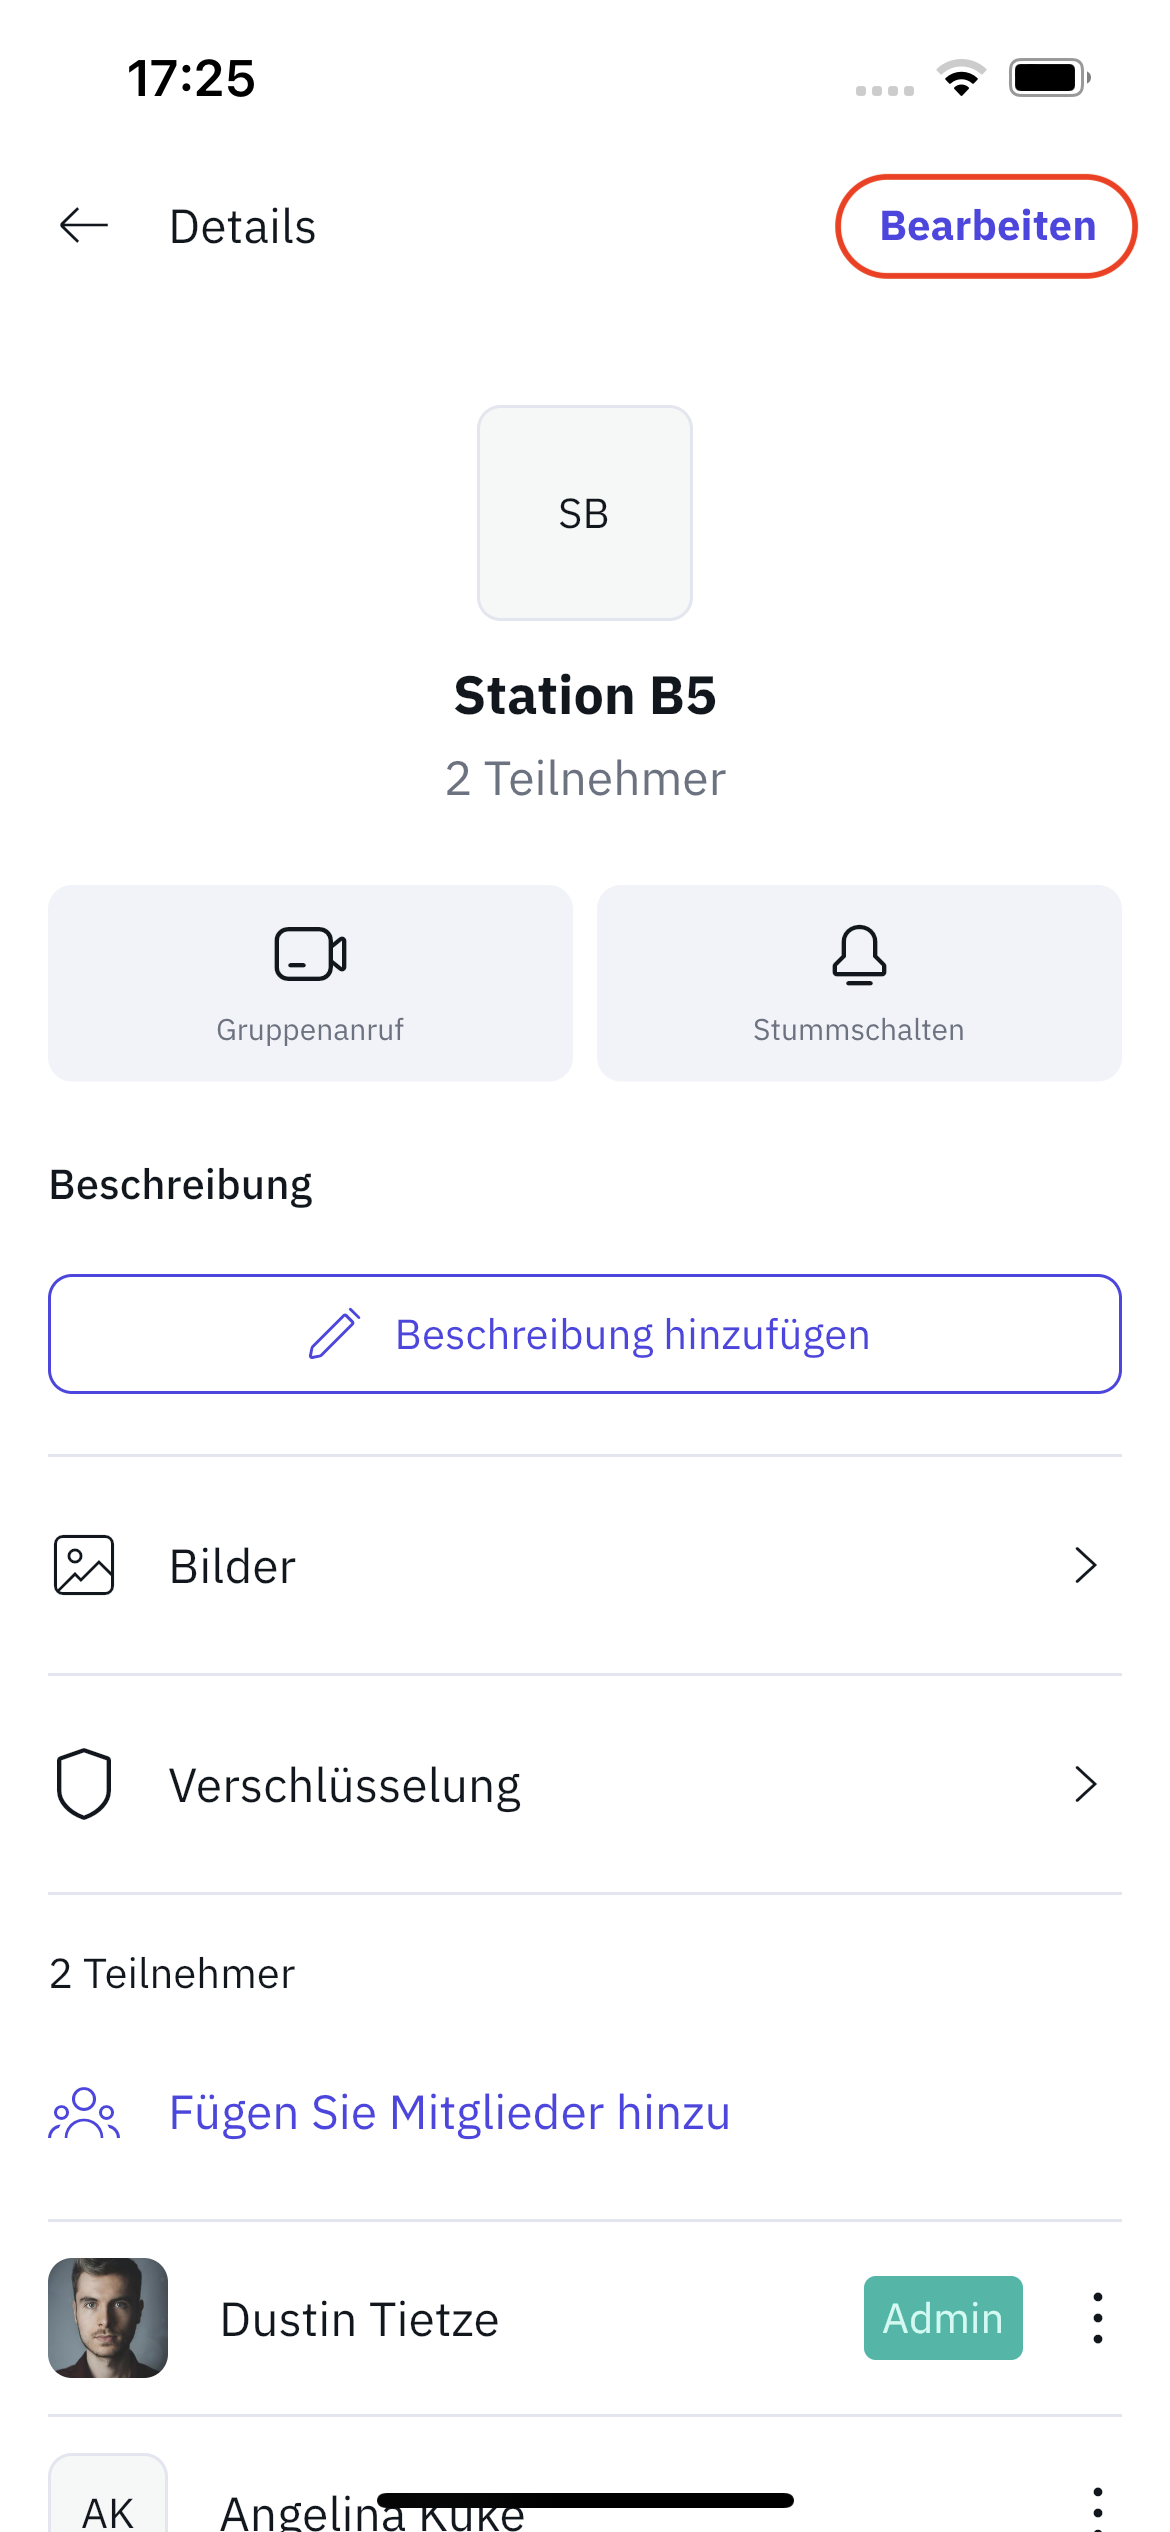 17:25
Details
Bearbeiten
SB
Station B5
2 Teilnehmer
Gruppenanruf
Stummschalten
Beschreibung
Beschreibung hinzufügen
Bilder
Verschlüsselung
2 Teilnehmer
Fügen Sie Mitglieder hinzu
Dustin Tietze
Admin
AK
Angelina Kuke